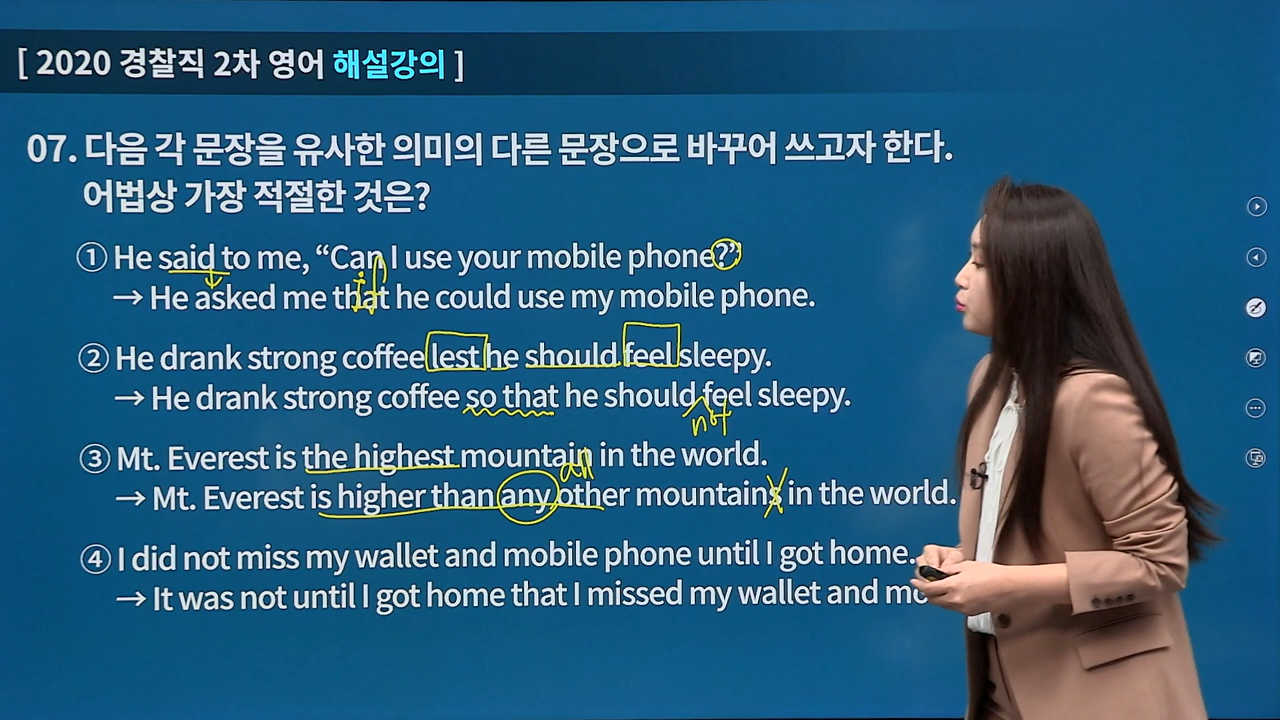 [ 2020 경찰직 2차 영어 해설강의 ]
07. 다음 각 문장을 유사한 의미의 다른 문장으로 바꾸어 쓰고자 한다.
어법상 가장 적절한 것은?
① He said to me, “Can I use your mobile phone?”
if
→ He asked me that he could use my mobile phone.
② He drank strong coffee lest he should feel sleepy.
→ He drank strong coffee so that he should feel sleepy.
not
③ Mt. Everest is the highest mountain in the world.
all
→ Mt. Everest is higher than any other mountains in the world.
④ I did not miss my wallet and mobile phone until I got home.
→ It was not until I got home that I missed my wallet and